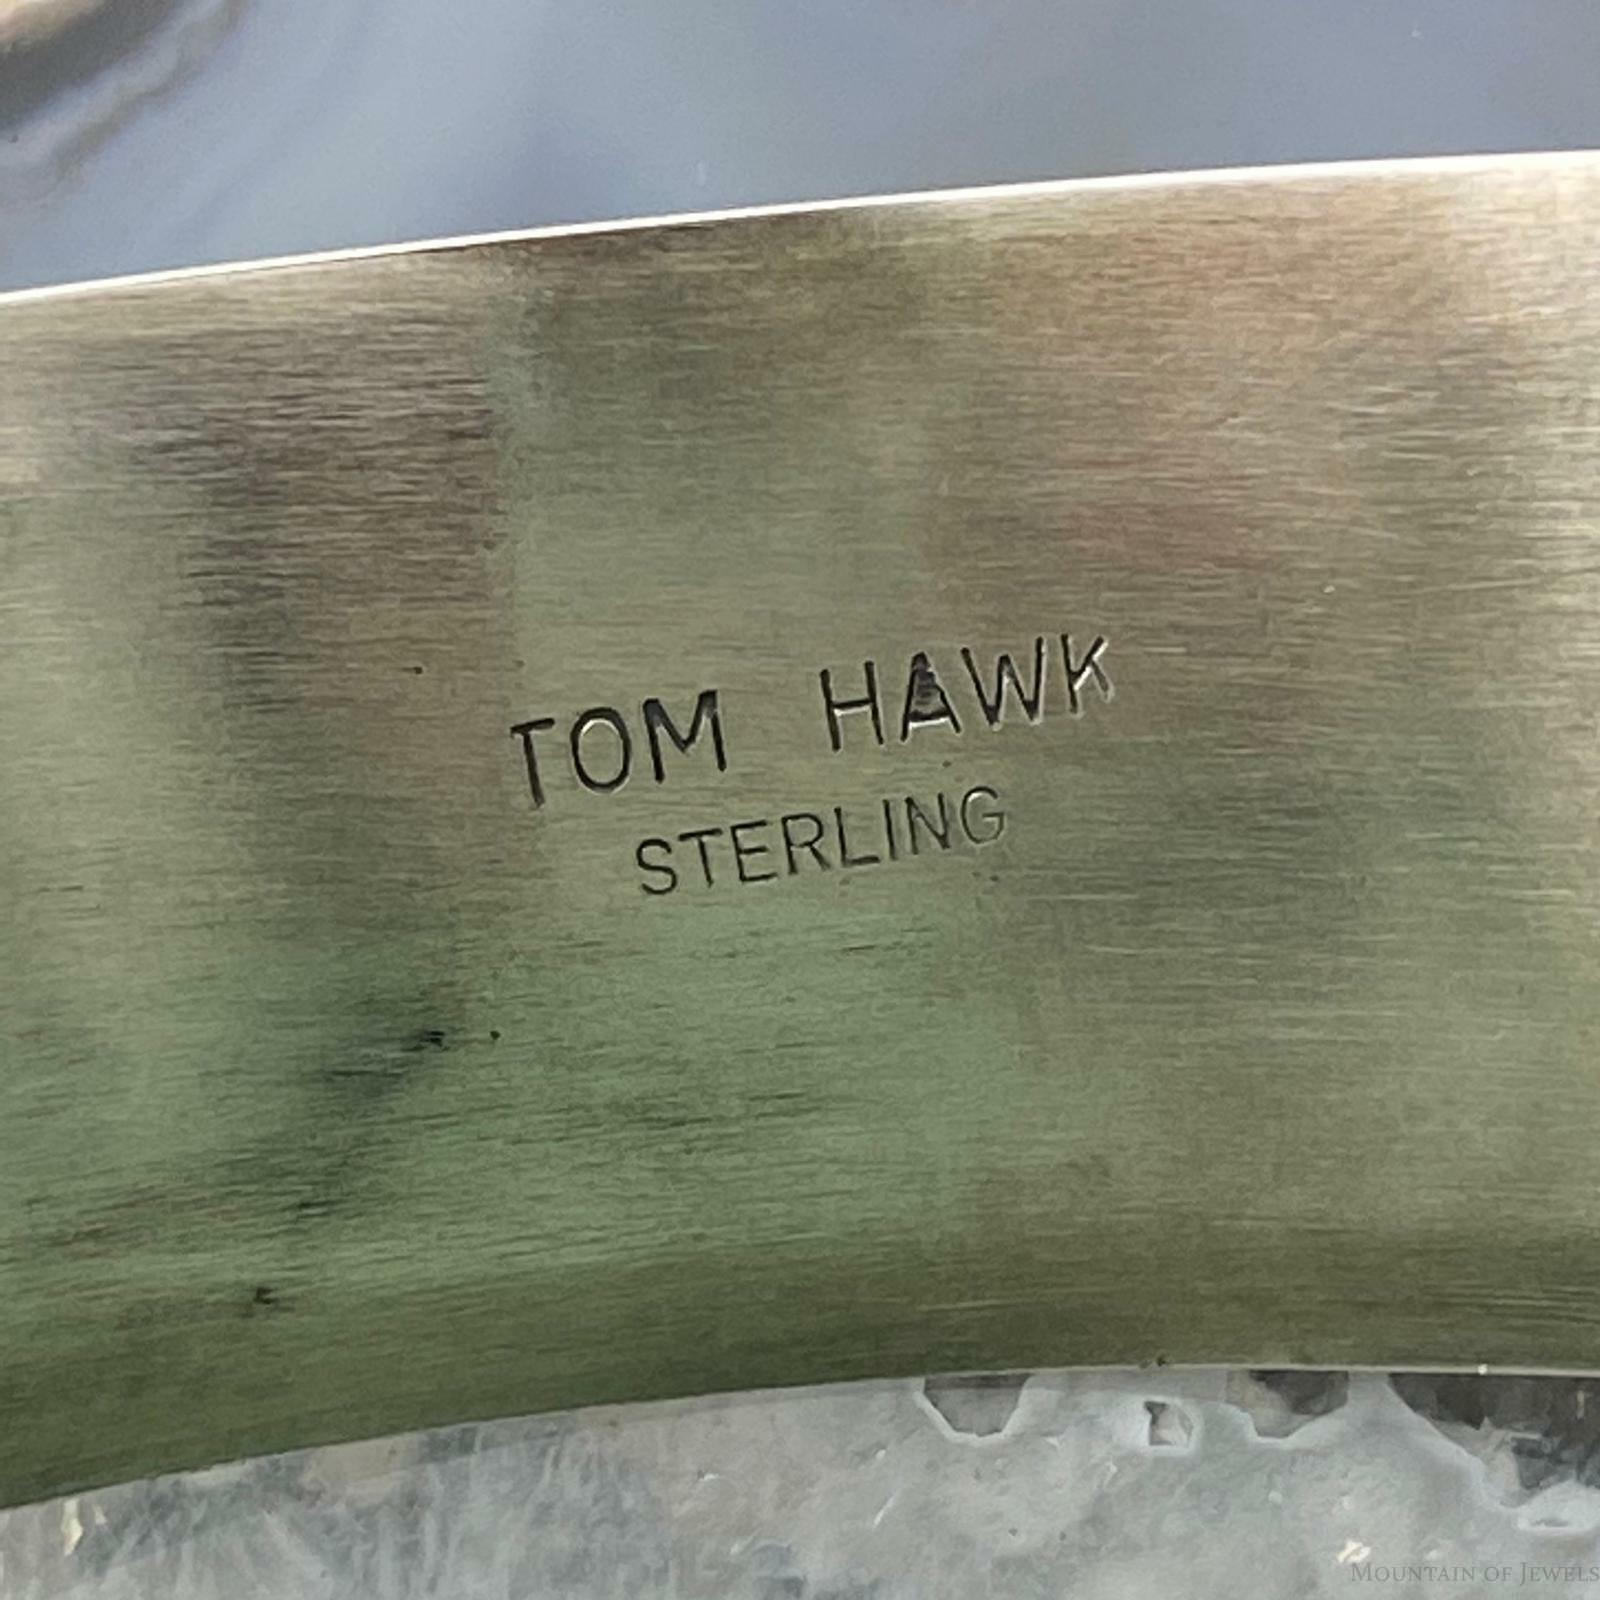 TOM HAWK
STERLING
MOUNTAIN OF JEWELS